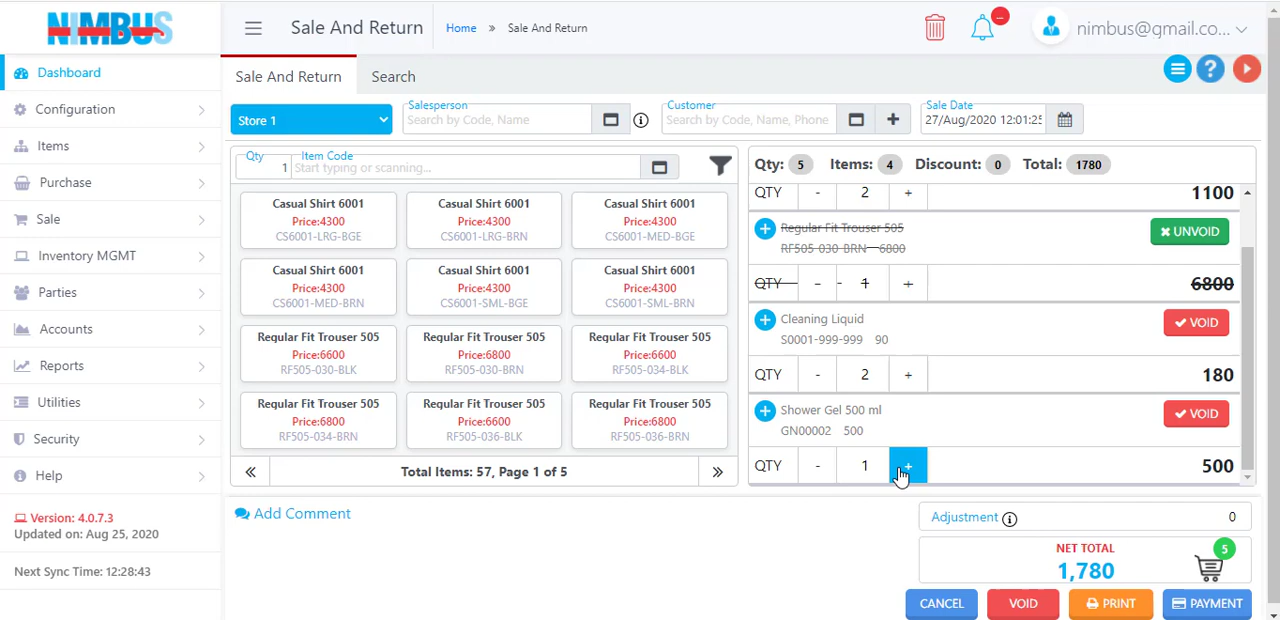 NIMBUS
Sale And Return
Home » Sale And Return
nimbus@gmail.co...
Dashboard
Configuration
Items
Purchase
Sale
Inventory MGMT
Parties
Accounts
Reports
Utilities
Security
Help
Version: 4.0.7.3
Updated on: Aug 25, 2020
Next Sync Time: 12:28:43
Sale And Return
Search
Store 1
Salesperson
Search by Code, Name
Customer
Search by Code, Name, Phone
Sale Date
27/Aug/2020 12:01:25
Qty
1
Item Code
Start typing or scanning...
Casual Shirt 6001
Price:4300
CS6001-LRG-BGE
Casual Shirt 6001
Price:4300
CS6001-LRG-BRN
Casual Shirt 6001
Price:4300
CS6001-MED-BGE
Casual Shirt 6001
Price:4300
CS6001-MED-BRN
Casual Shirt 6001
Price:4300
CS6001-SML-BGE
Casual Shirt 6001
Price:4300
CS6001-SML-BRN
Regular Fit Trouser 505
Price:6600
RF505-030-BLK
Regular Fit Trouser 505
Price:6800
RF505-030-BRN
Regular Fit Trouser 505
Price:6600
RF505-034-BLK
Regular Fit Trouser 505
Price:6800
RF505-034-BRN
Regular Fit Trouser 505
Price:6600
RF505-036-BLK
Regular Fit Trouser 505
Price:6800
RF505-036-BRN
« Total Items: 57, Page 1 of 5 »
Qty: 5 Items: 4 Discount: 0 Total: 1780
QTY - 2 + 1100
Regular Fit Trouser 505
RF505-030-BRN 6800
UNVOID
QTY - 1 + 6800
Cleaning Liquid
S0001-999-999 90
VOID
QTY - 2 + 180
Shower Gel 500 ml
GN00002 500
VOID
QTY - 1 + 500
Add Comment
Adjustment 0
NET TOTAL
1,780
5
CANCEL
VOID
PRINT
PAYMENT